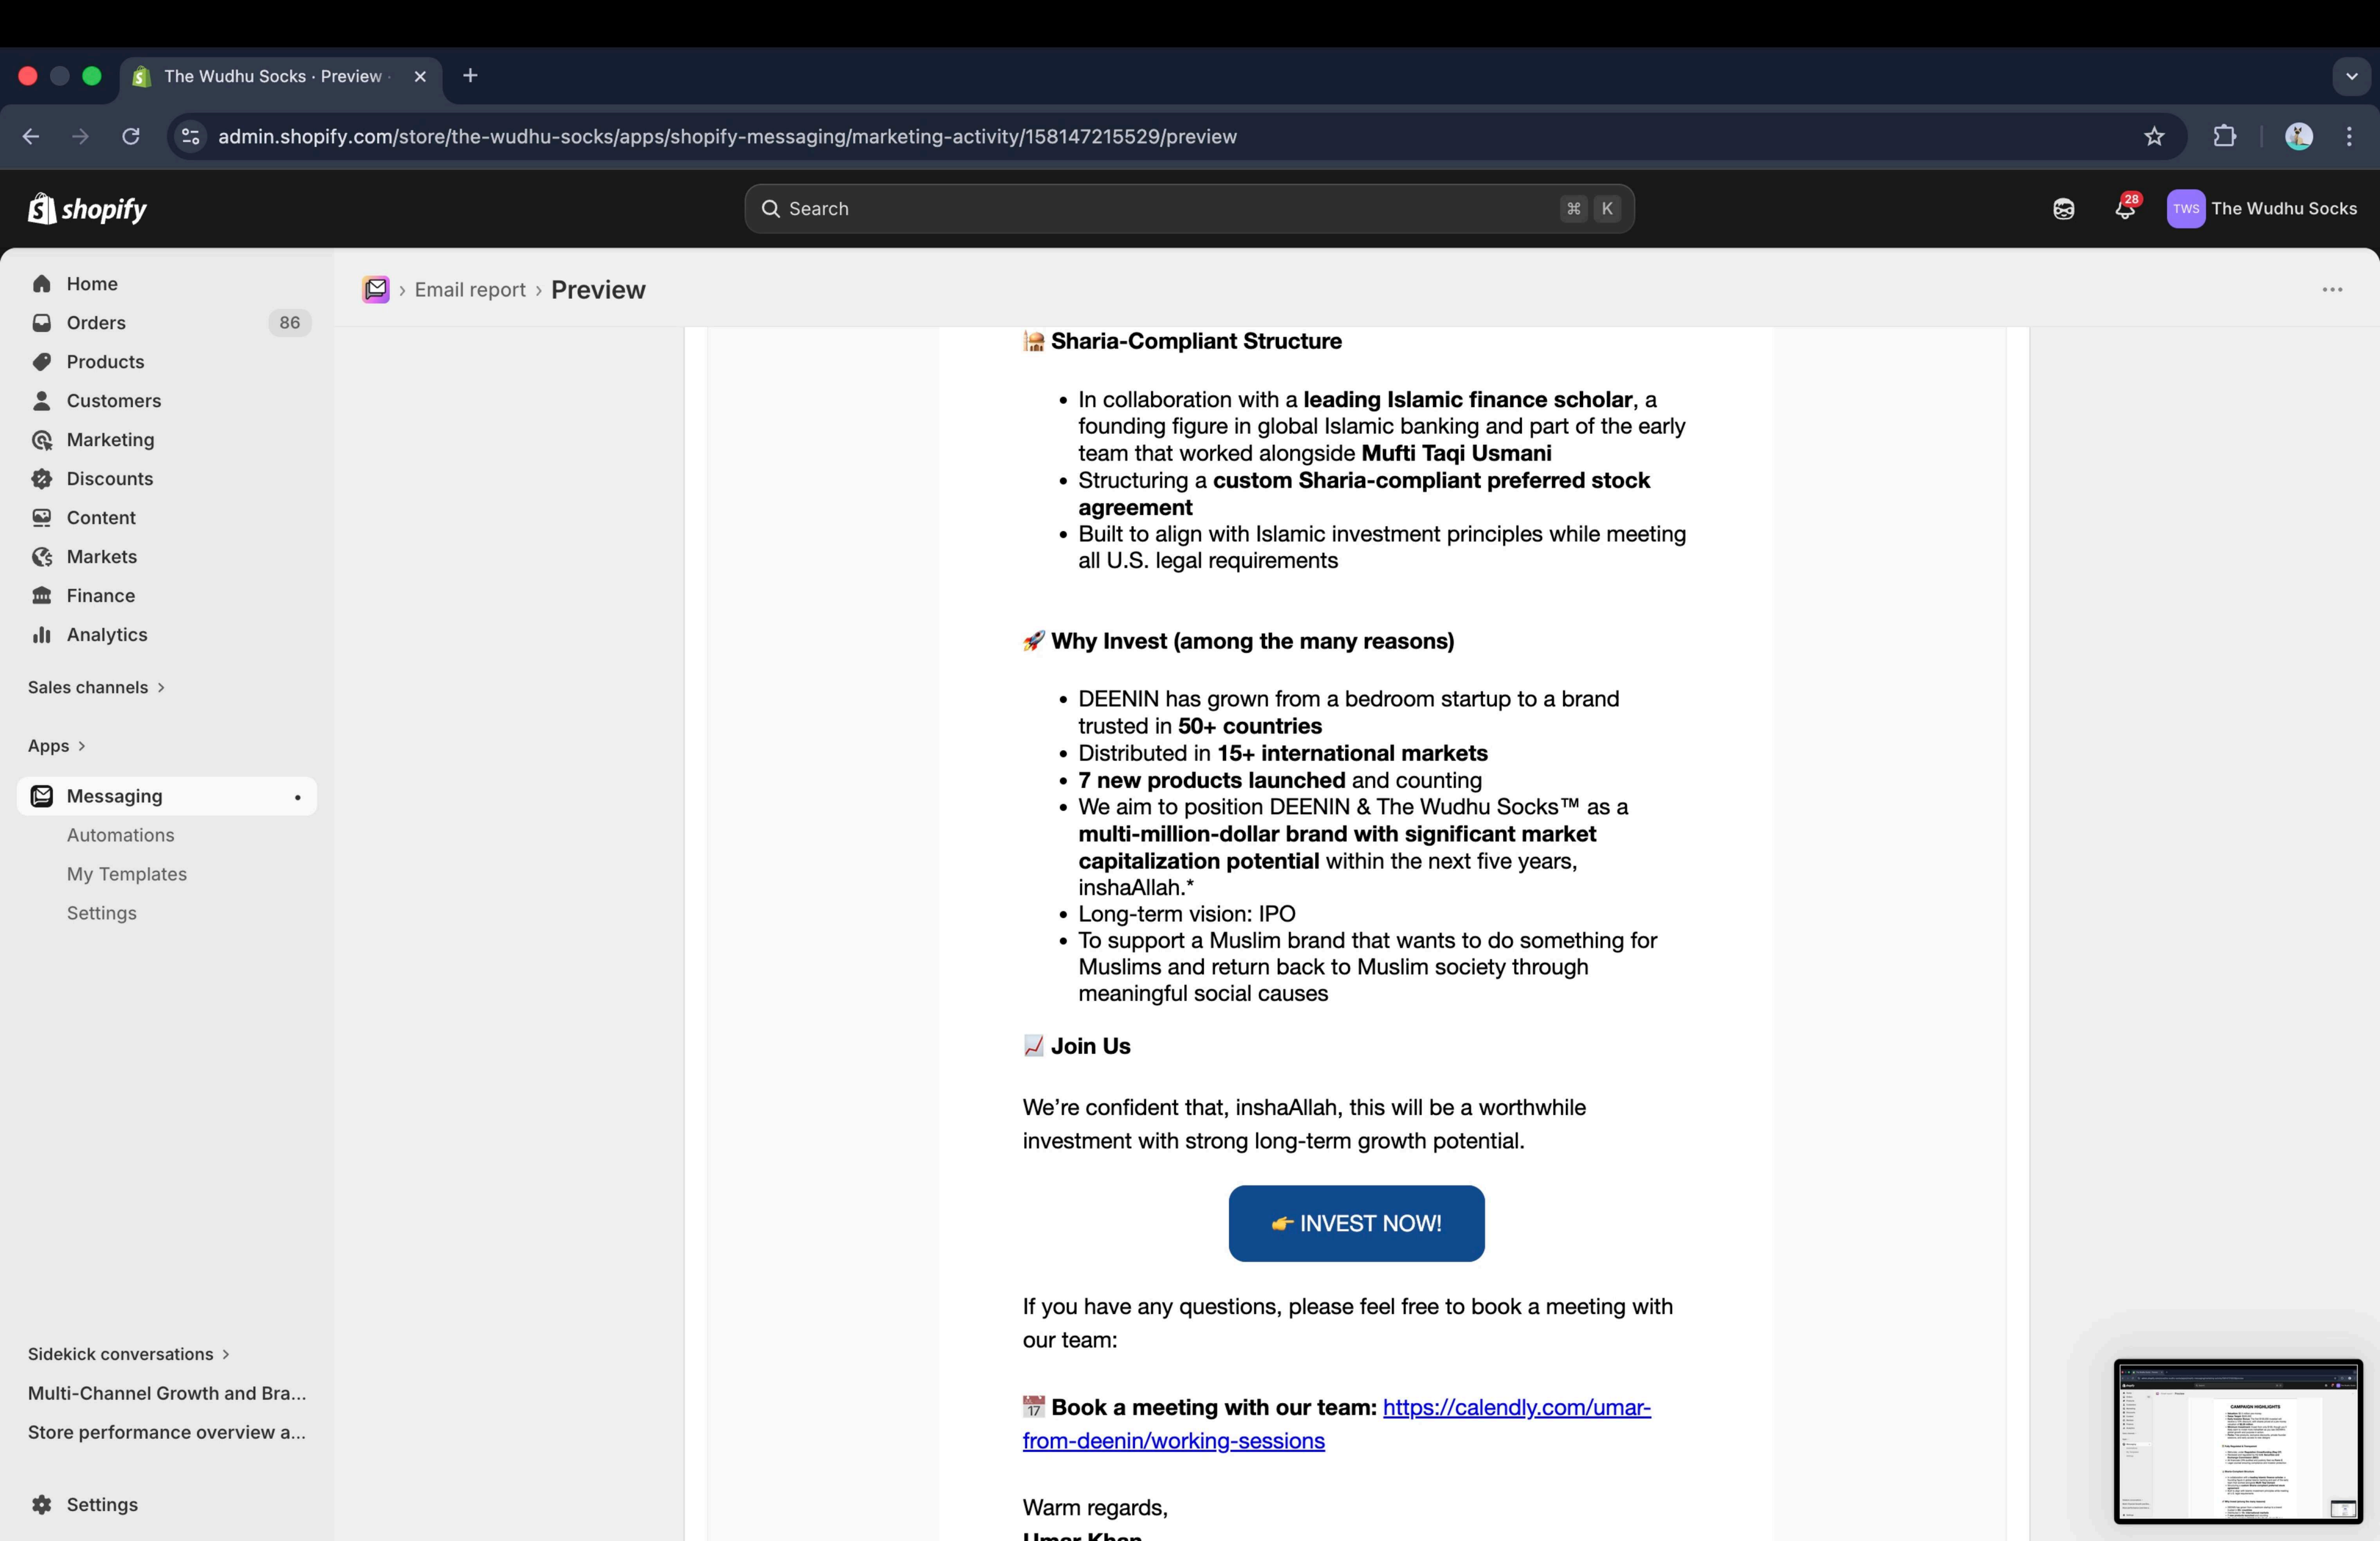 The Wudhu Socks · Preview ·
admin.shopify.com/store/the-wudhu-socks/apps/shopify-messaging/marketing-activity/158147215529/preview
shopify
Search
⌘ K
28
TWS
The Wudhu Socks
Home
Orders
86
Products
Customers
Marketing
Discounts
Content
Markets
Finance
Analytics
Sales channels >
Apps >
Messaging
Automations
My Templates
Settings
Sidekick conversations >
Multi-Channel Growth and Bra...
Store performance overview a...
Settings
› Email report › Preview
🕌 Sharia-Compliant Structure
• In collaboration with a leading Islamic finance scholar, a
founding figure in global Islamic banking and part of the early
team that worked alongside Mufti Taqi Usmani
• Structuring a custom Sharia-compliant preferred stock
agreement
• Built to align with Islamic investment principles while meeting
all U.S. legal requirements
🚀 Why Invest (among the many reasons)
• DEENIN has grown from a bedroom startup to a brand
trusted in 50+ countries
• Distributed in 15+ international markets
• 7 new products launched and counting
• We aim to position DEENIN & The Wudhu Socks™ as a
multi-million-dollar brand with significant market
capitalization potential within the next five years,
inshaAllah.*
• Long-term vision: IPO
• To support a Muslim brand that wants to do something for
Muslims and return back to Muslim society through
meaningful social causes
📈 Join Us
We’re confident that, inshaAllah, this will be a worthwhile
investment with strong long-term growth potential.
👉 INVEST NOW!
If you have any questions, please feel free to book a meeting with
our team:
📅 Book a meeting with our team: https://calendly.com/umar-
from-deenin/working-sessions
Warm regards,
Umar Khan
CAMPAIGN HIGHLIGHTS